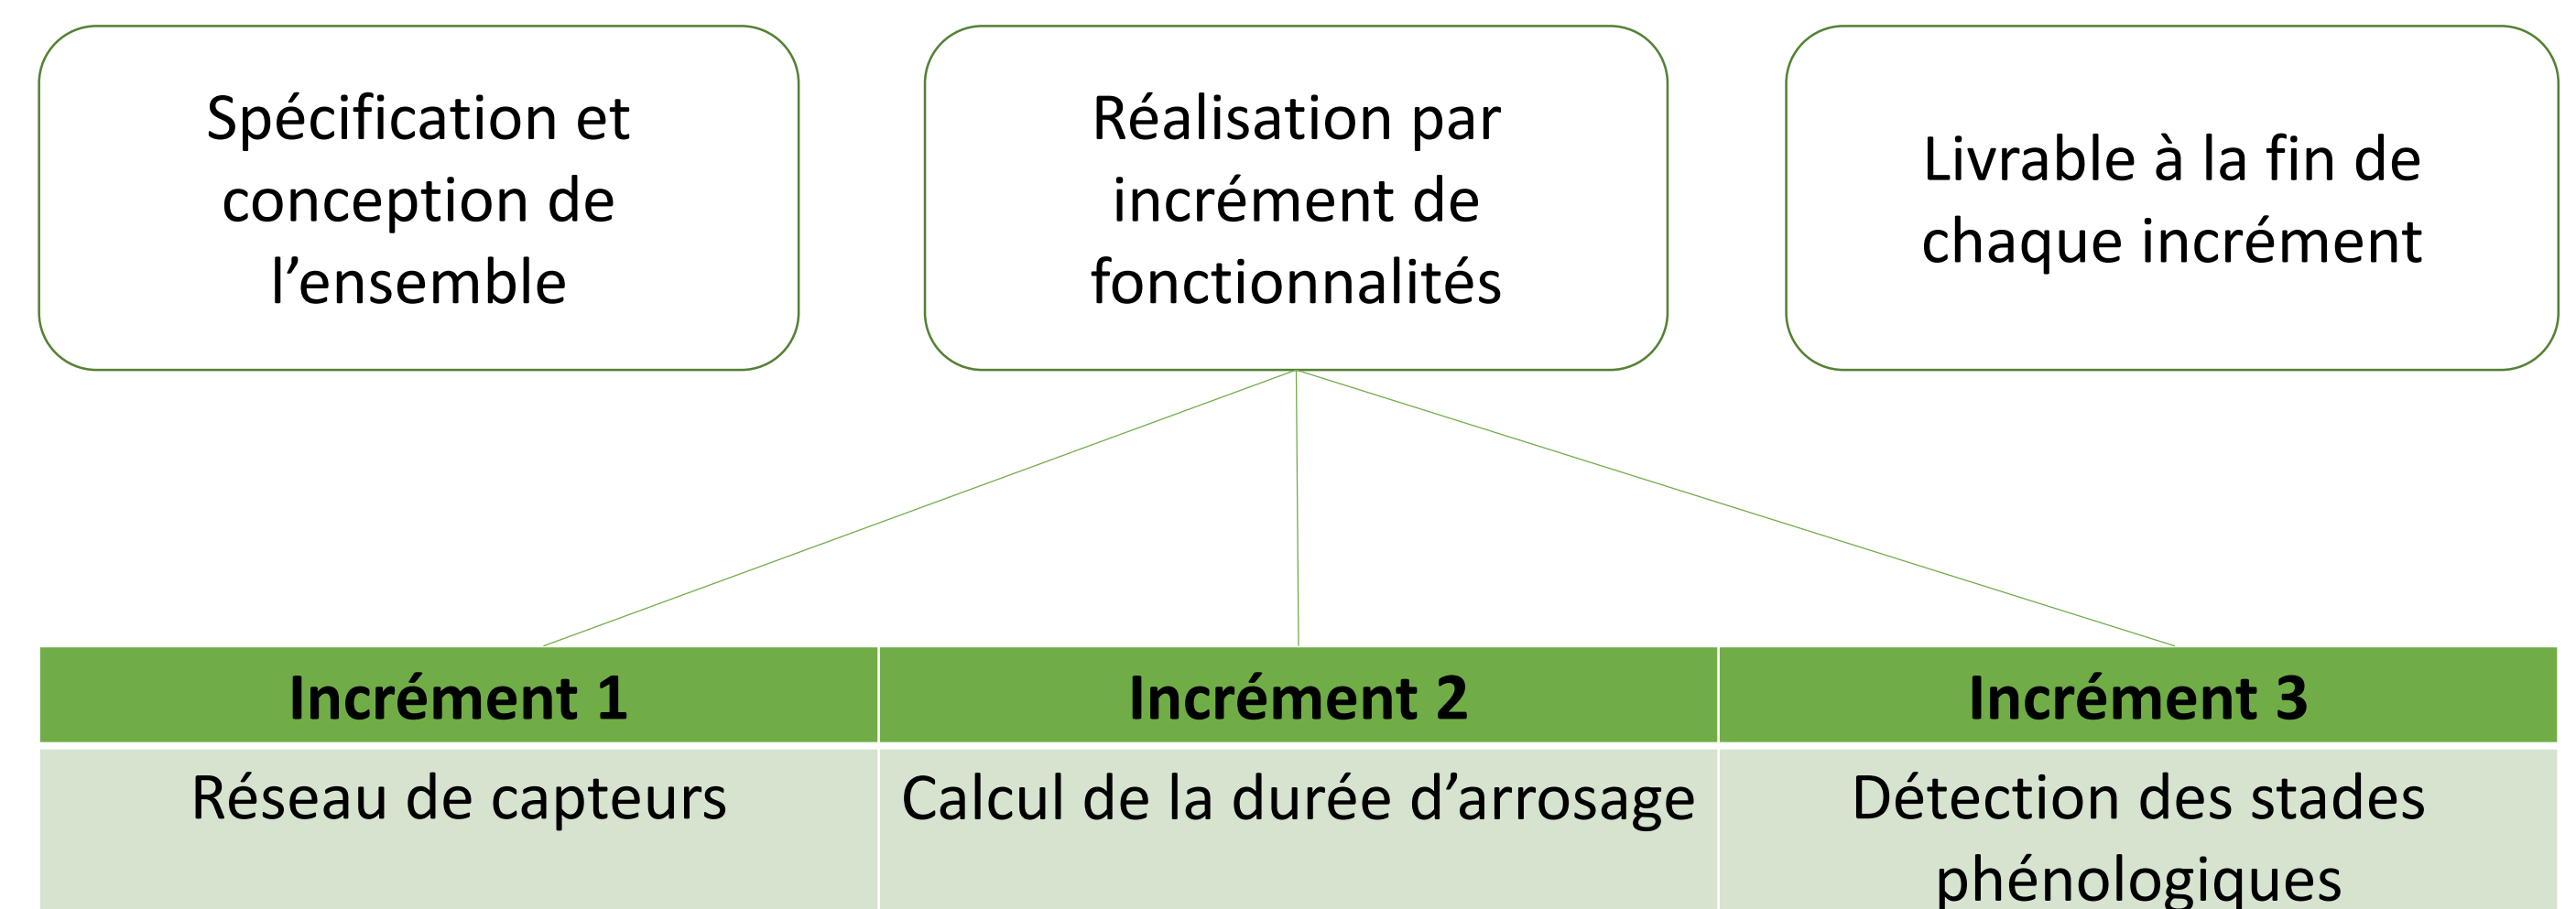 Spécification et
conception de
l’ensemble
Réalisation par
incrément de
fonctionnalités
Livrable à la fin de
chaque incrément
Incrément 1
Incrément 2
Incrément 3
Réseau de capteurs
Calcul de la durée d’arrosage
Détection des stades
phénologiques